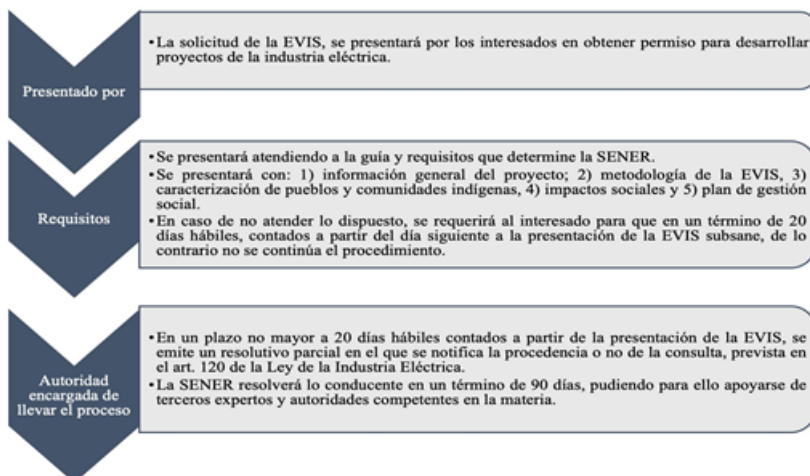 Presentado por
•La solicitud de la EVIS, se presentará por los interesados en obtener permiso para desarrollar
proyectos de la industria eléctrica.
Requisitos
•Se presentará atendiendo a la guía y requisitos que determine la SENER.
•Se presentará con: 1) información general del proyecto; 2) metodología de la EVIS, 3)
caracterización de pueblos y comunidades indígenas, 4) impactos sociales y 5) plan de gestión
social.
•En caso de no atender lo dispuesto, se requerirá al interesado para que en un término de 20
días hábiles, contados a partir del día siguiente a la presentación de la EVIS subsane, de lo
contrario no se continúa el procedimiento.
Autoridad
encargada de
llevar el proceso
•En un plazo no mayor a 20 días hábiles contados a partir de la presentación de la EVIS, se
emite un resolutivo parcial en el que se notifica la procedencia o no de la consulta, prevista en
el art. 120 de la Ley de la Industria Eléctrica.
•La SENER resolverá lo conducente en un término de 90 días, pudiendo para ello apoyarse de
terceros expertos y autoridades competentes en la materia.